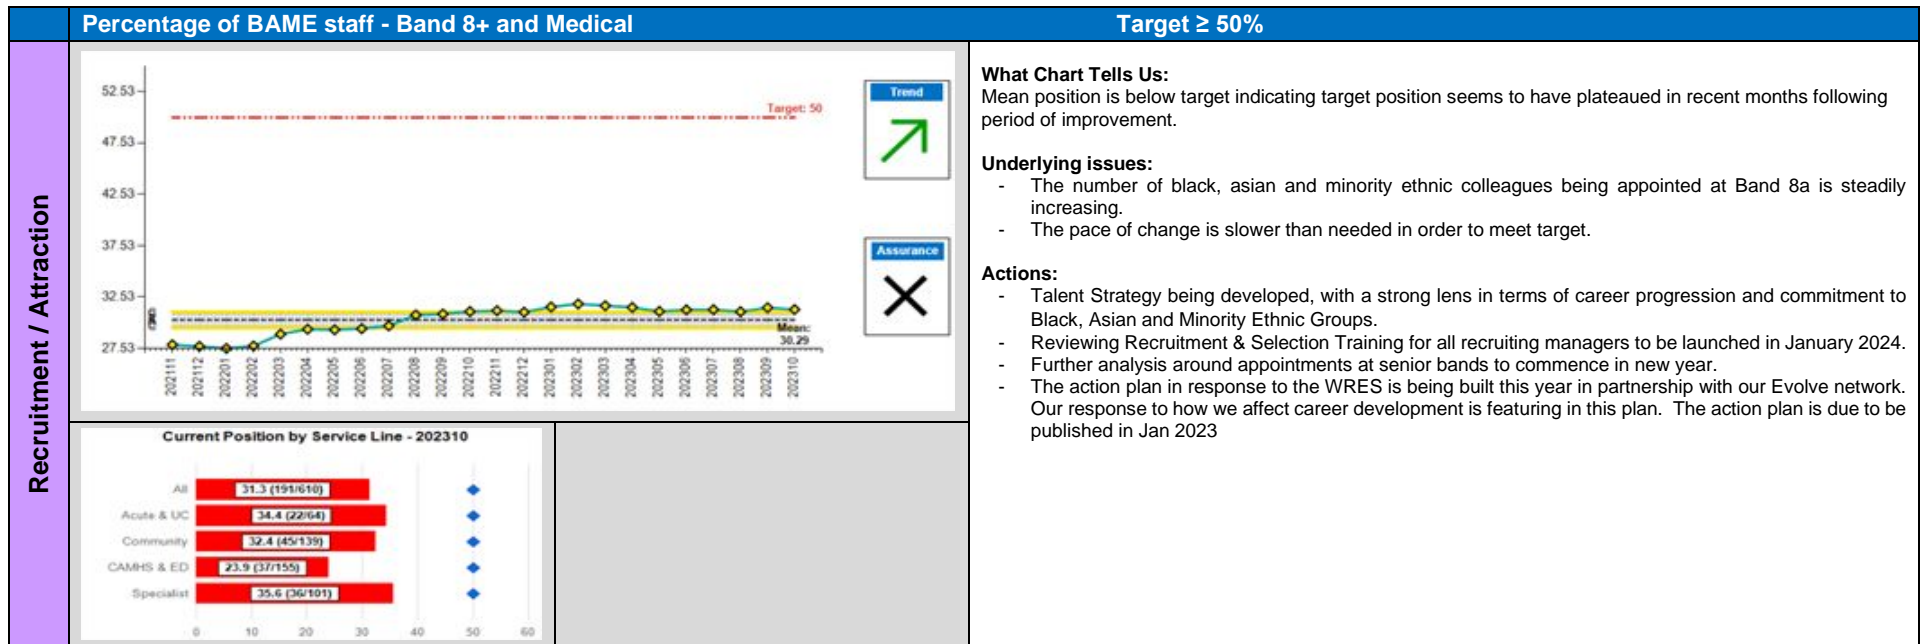 Percentage of BAME staff - Band 8+ and Medical
Target ≥ 50%
Recruitment / Attraction
52.53
47.53
42.53
37.53
32.53
27.53
Target: 50
Mean:
30.29
202111
202112
202201
202202
202203
202204
202205
202206
202207
202208
202209
202210
202211
202212
202301
202302
202303
202304
202305
202306
202307
202308
202309
202310
Trend
Assurance
Current Position by Service Line - 202310
All
31.3 (191/610)
Acute & UC
34.4 (22/64)
Community
32.4 (45/139)
CAMHS & ED
23.9 (37/155)
Specialist
35.6 (36/101)
0 10 20 30 40 50 60
What Chart Tells Us:
Mean position is below target indicating target position seems to have plateaued in recent months following
period of improvement.
Underlying issues:
- The number of black, asian and minority ethnic colleagues being appointed at Band 8a is steadily
increasing.
- The pace of change is slower than needed in order to meet target.
Actions:
- Talent Strategy being developed, with a strong lens in terms of career progression and commitment to
Black, Asian and Minority Ethnic Groups.
- Reviewing Recruitment & Selection Training for all recruiting managers to be launched in January 2024.
- Further analysis around appointments at senior bands to commence in new year.
- The action plan in response to the WRES is being built this year in partnership with our Evolve network.
Our response to how we affect career development is featuring in this plan. The action plan is due to be
published in Jan 2023